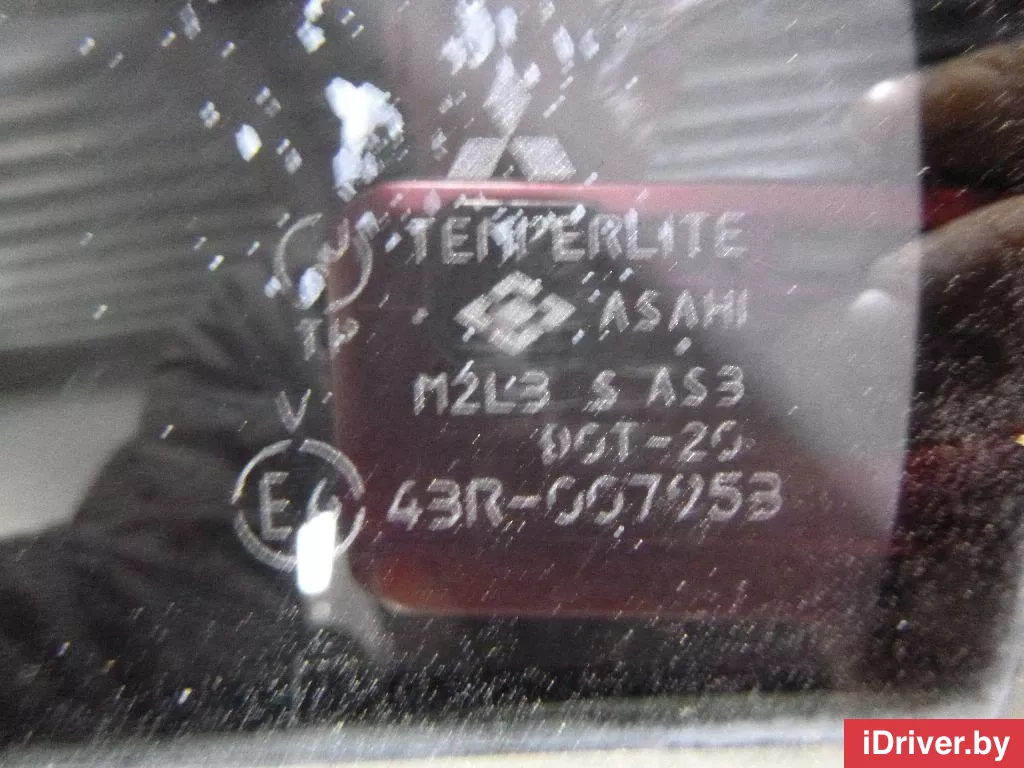 TEMPERLITE
ASAHI
TP
M2L3 S AS3
V
DOT-20
E4 43R-007953
iDriver.by